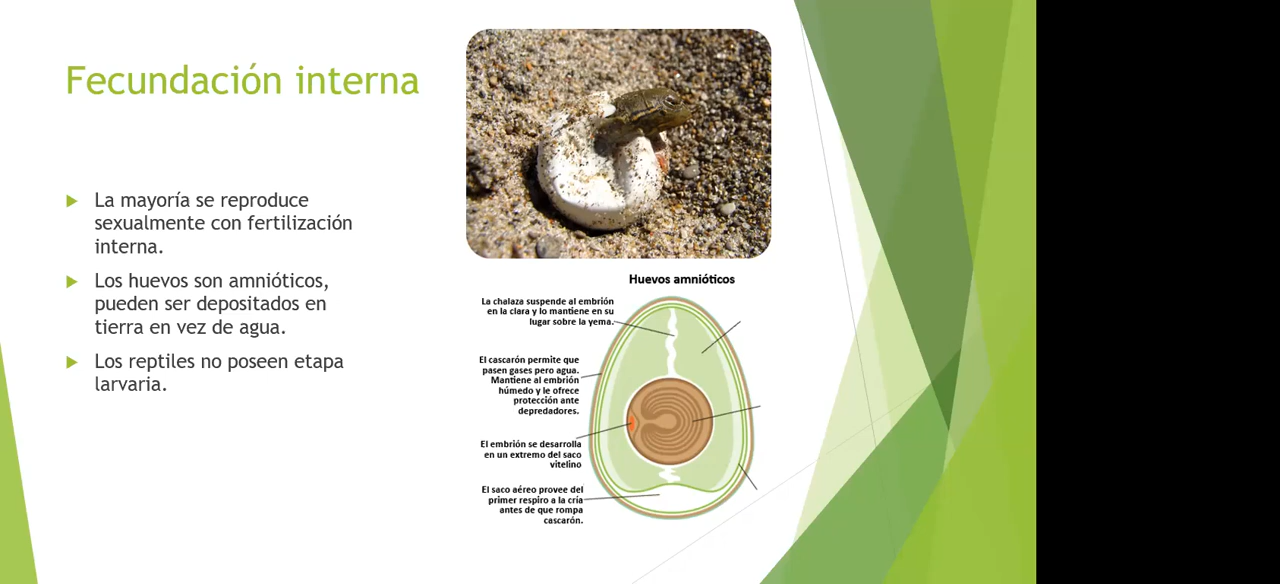 Fecundación interna
La mayoría se reproduce
sexualmente con fertilización
interna.
Los huevos son amnióticos,
pueden ser depositados en
tierra en vez de agua.
Los reptiles no poseen etapa
larvaria.
Huevos amnióticos
La chalaza suspende al embrión
en la clara y lo mantiene en su
lugar sobre la yema.
El cascarón permite que
pasen gases pero agua.
Mantiene al embrión
húmedo y le ofrece
protección ante
depredadores.
El embrión se desarrolla
en un extremo del saco
vitelino
El saco aéreo provee del
primer respiro a la cría
antes de que rompa
cascarón.